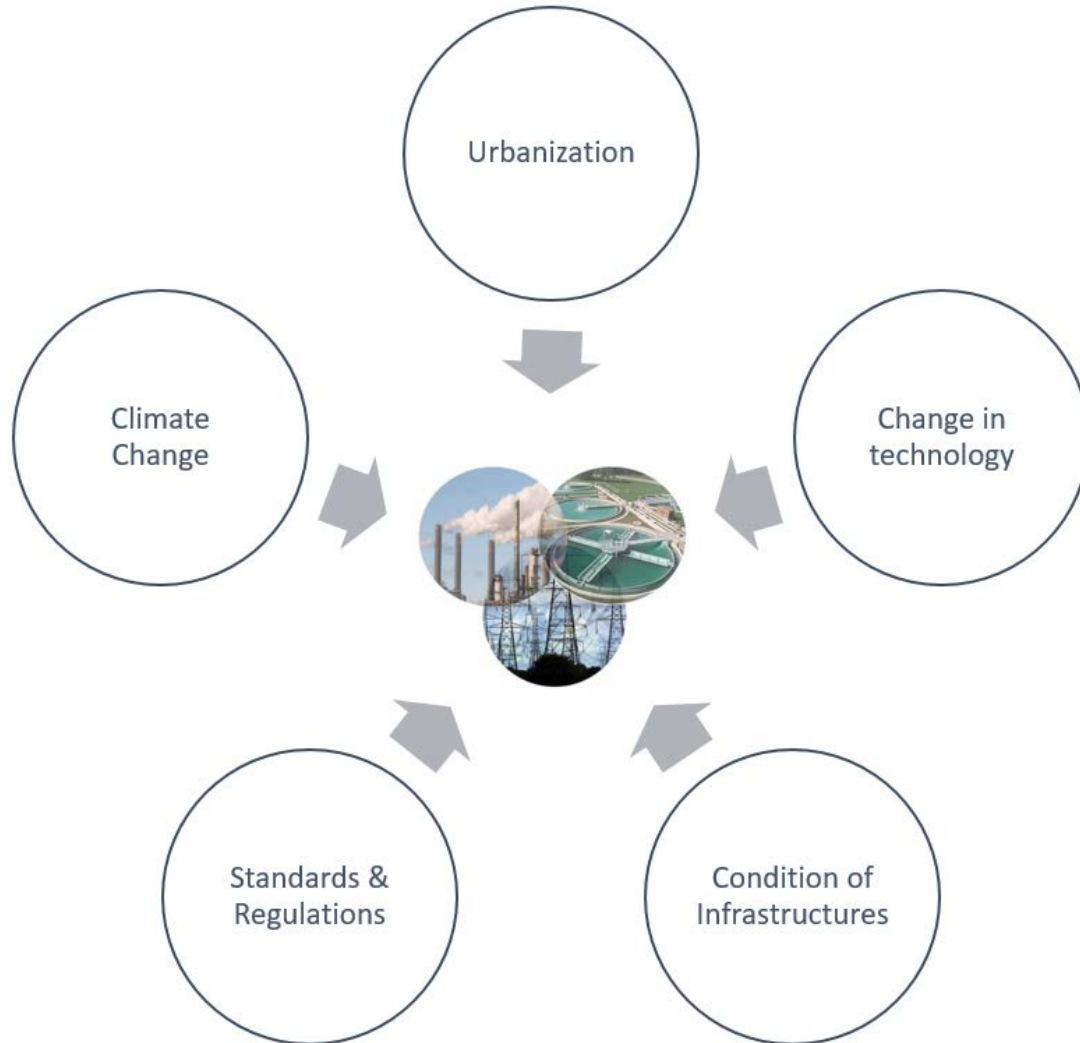 Urbanization
Climate
Change
Change in
technology
Standards &
Regulations
Condition of
Infrastructures